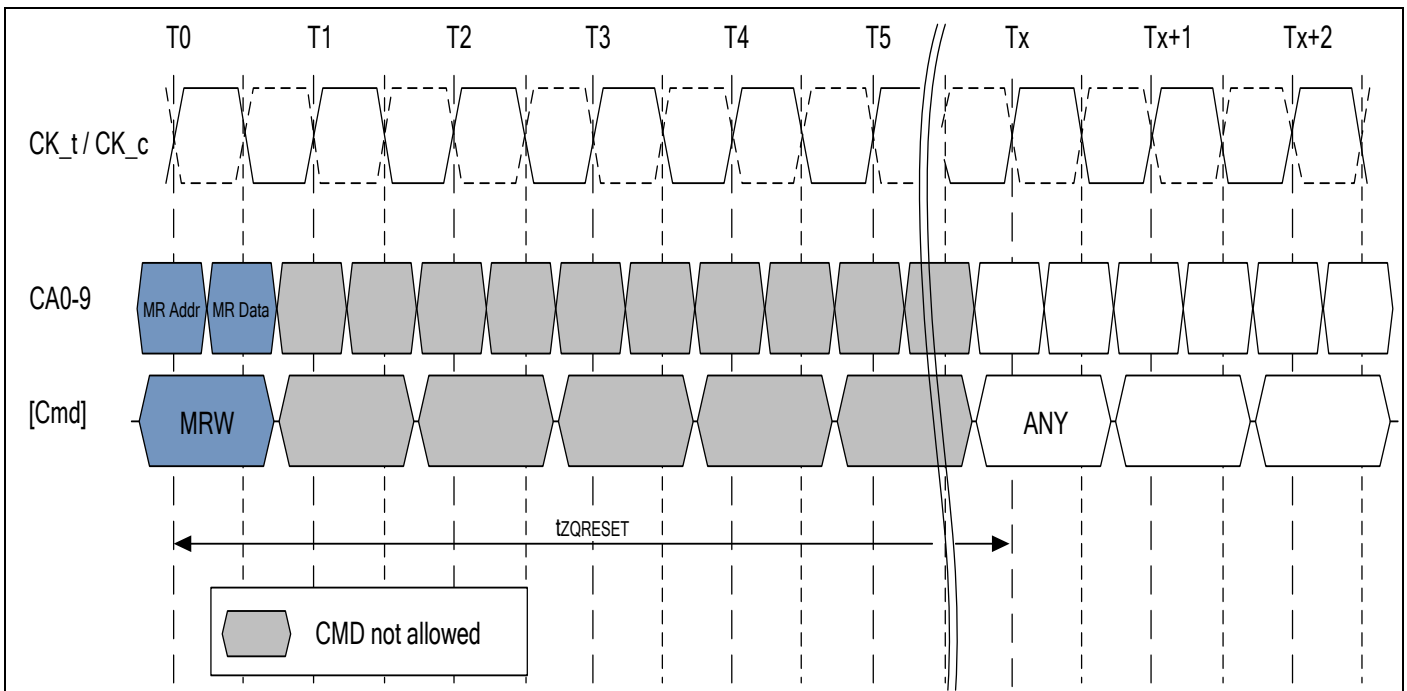 T0 T1 T2 T3 T4 T5 Tx Tx+1 Tx+2
CK_t / CK_c
CA0-9 MR Addr MR Data
[Cmd] MRW ANY
tZQRESET
CMD not allowed